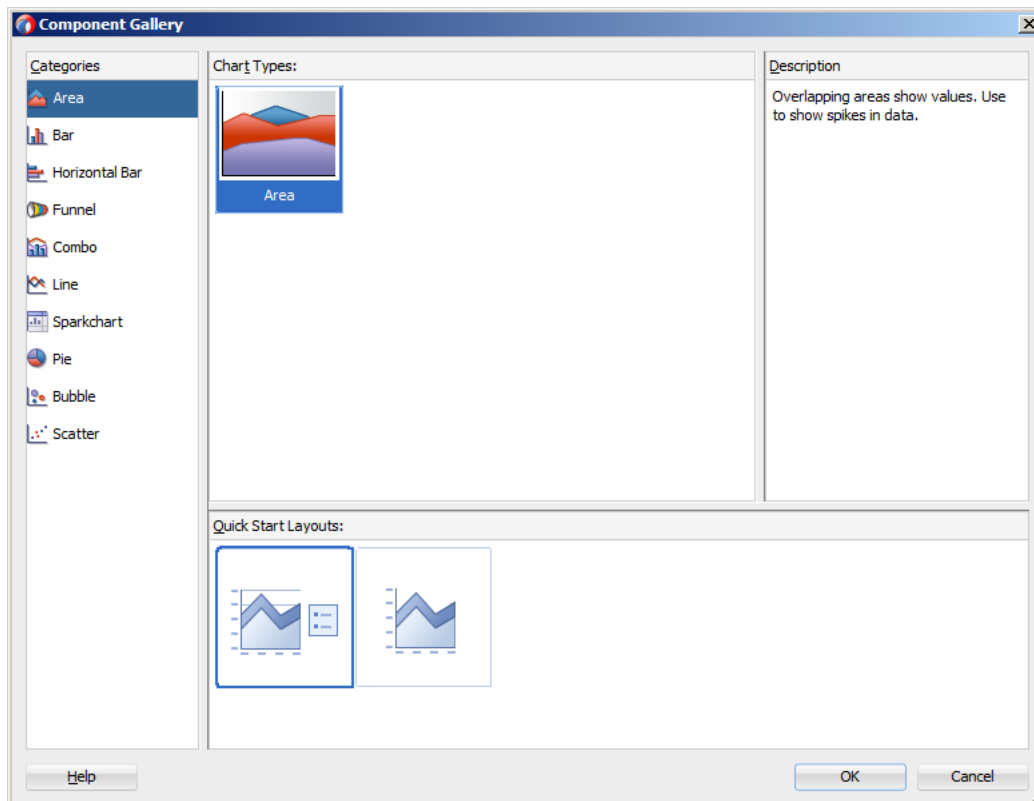 Component Gallery
Categories
Area
Bar
Horizontal Bar
Funnel
Combo
Line
Sparkchart
Pie
Bubble
Scatter
Chart Types:
Area
Description
Overlapping areas show values. Use
to show spikes in data.
Quick Start Layouts:
Help
OK
Cancel